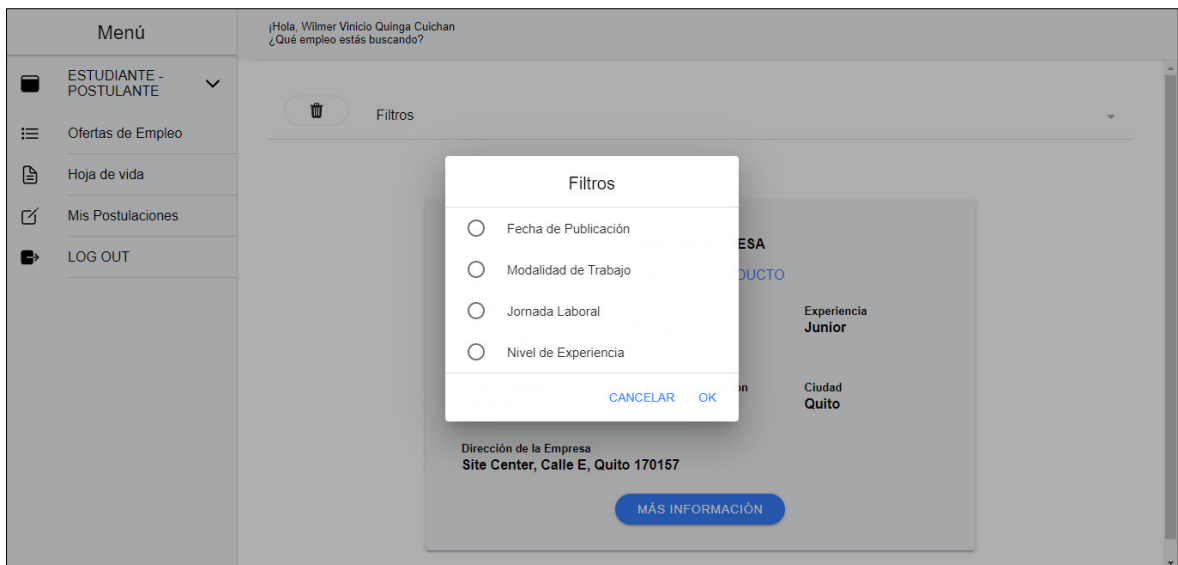 Menú
¡Hola, Wilmer Vinicio Quinga Cuichan
¿Qué empleo estás buscando?
ESTUDIANTE -
POSTULANTE
Ofertas de Empleo
Hoja de vida
Mis Postulaciones
LOG OUT
Filtros
Filtros
Fecha de Publicación
Modalidad de Trabajo
Jornada Laboral
Nivel de Experiencia
CANCELAR OK
Experiencia
Junior
Ciudad
Quito
Dirección de la Empresa
Site Center, Calle E, Quito 170157
MÁS INFORMACIÓN